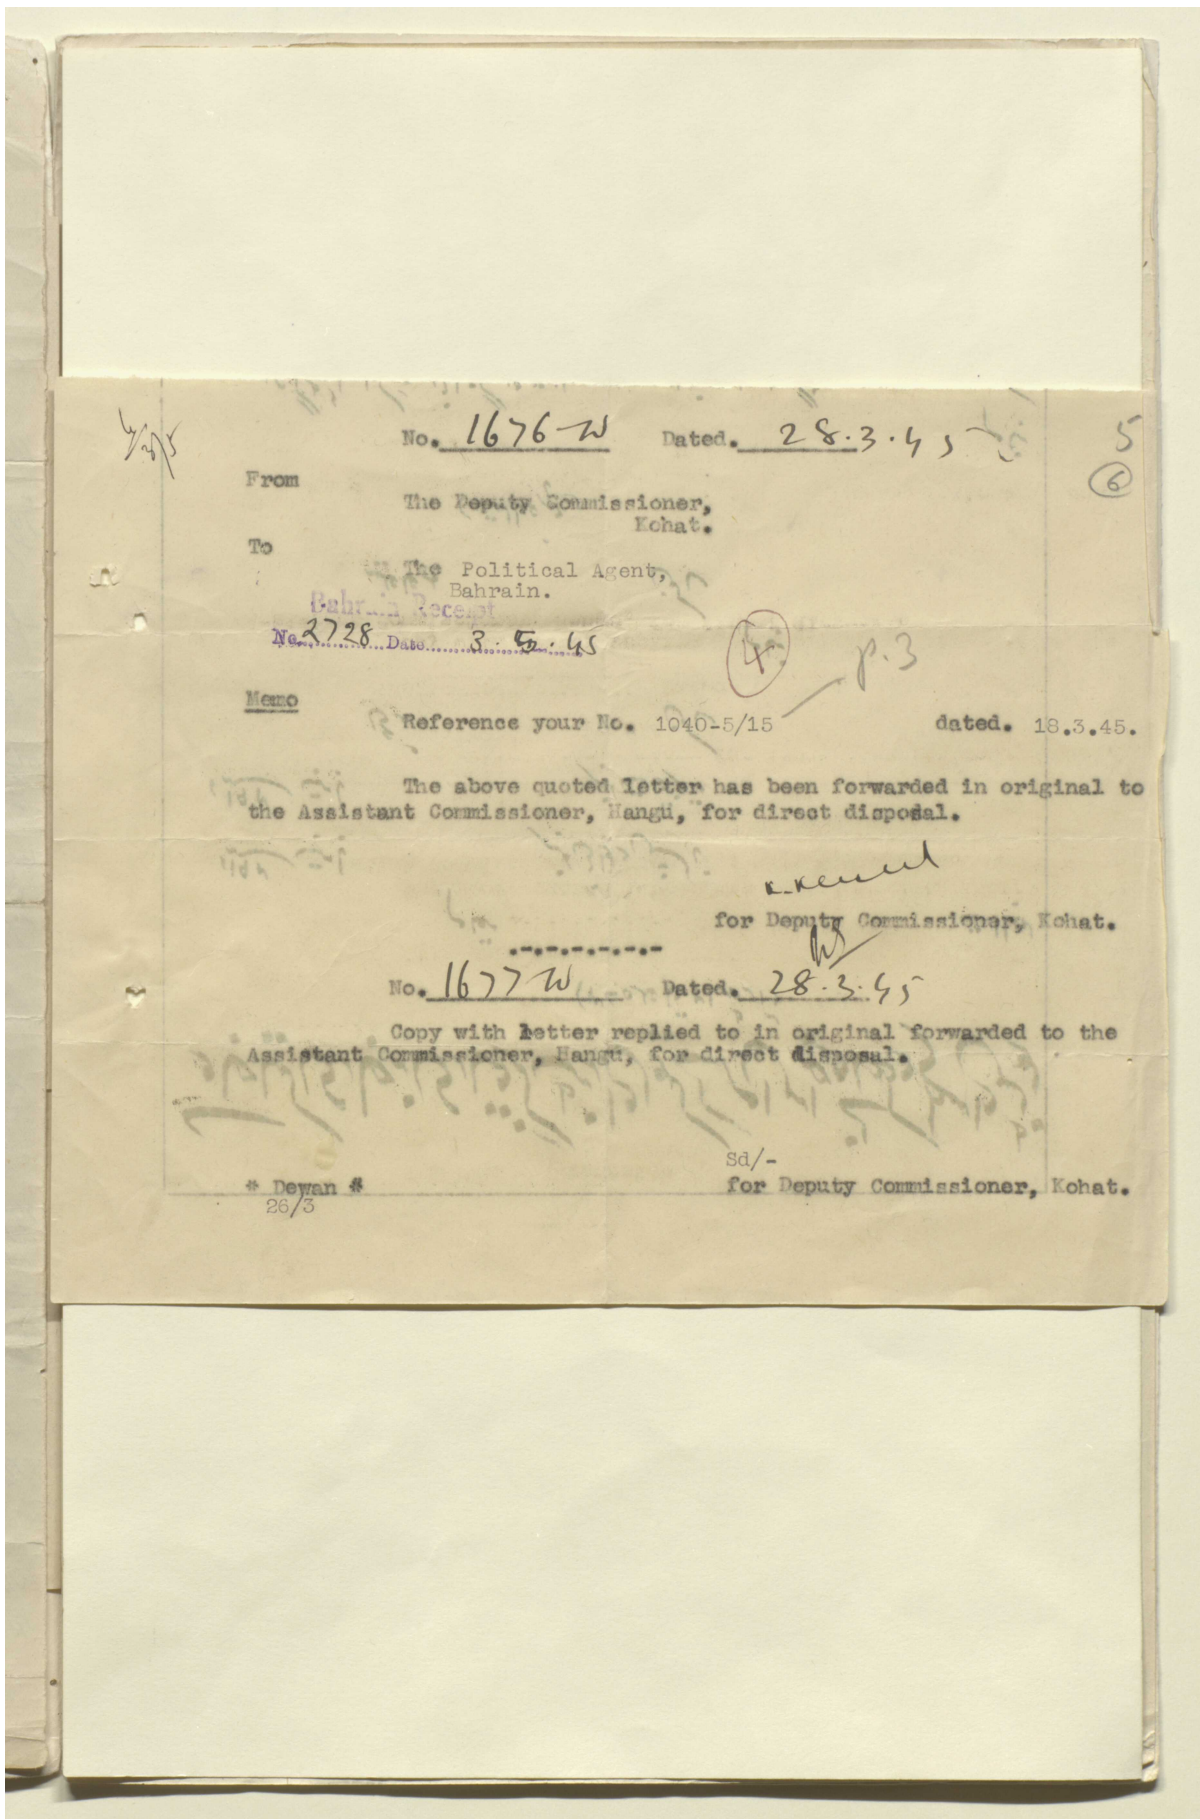 No. 1676-W Dated. 28.3.45
5
6
From
The Deputy Commissioner,
Kohat.
To
The Political Agent,
Bahrain.
Bahrain Receipt
No. 2728 Date 3.5.45
4
p.3
Memo
Reference your No. 1040-5/15 dated. 18.3.45.
The above quoted letter has been forwarded in original to
the Assistant Commissioner, Hangu, for direct disposal.
for Deputy Commissioner, Kohat.
.-.-.-.-.-.-.-
No. 1677 W Dated. 28.3.45
Copy with letter replied to in original forwarded to the
Assistant Commissioner, Hangu, for direct disposal.
Sd/-
* Dewan * for Deputy Commissioner, Kohat.
26/3